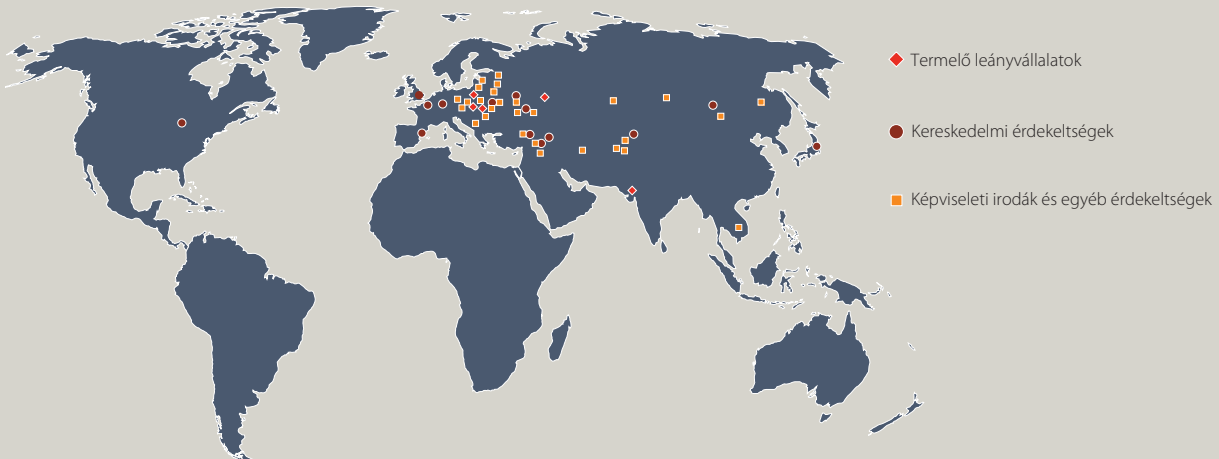 Termelő leányvállalatok
Kereskedelmi érdekeltségek
Képviseleti irodák és egyéb érdekeltségek